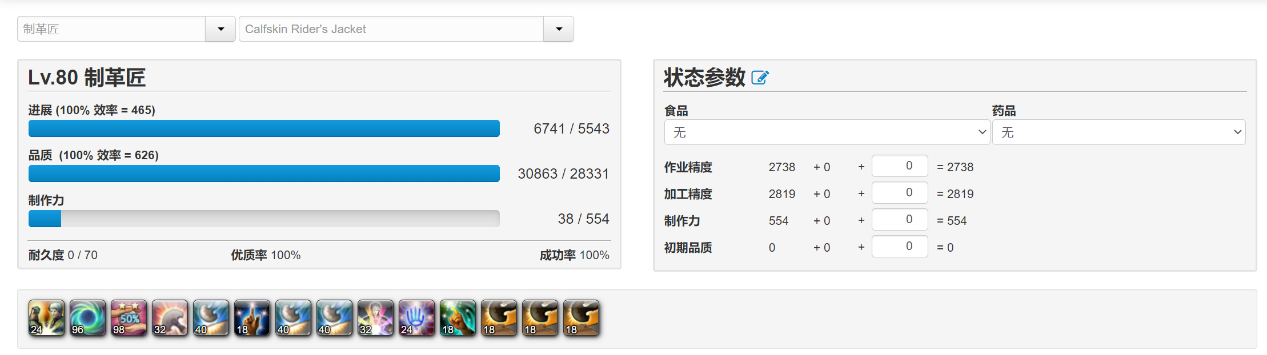 制革匠 Calfskin Rider's Jacket
Lv.80 制革匠
进展 (100% 效率 = 465)
6741 / 5543
品质 (100% 效率 = 626)
30863 / 28331
制作力
38 / 554
耐久度 0 / 70 优质率 100% 成功率 100%
状态参数
食品 药品
无 无
作业精度 2738 + 0 + 0 = 2738
加工精度 2819 + 0 + 0 = 2819
制作力 554 + 0 + 0 = 554
初期品质 0 + 0 + 0 = 0
24 96 50% 98 32 40 18 40 40 32 24 18 18 18 18